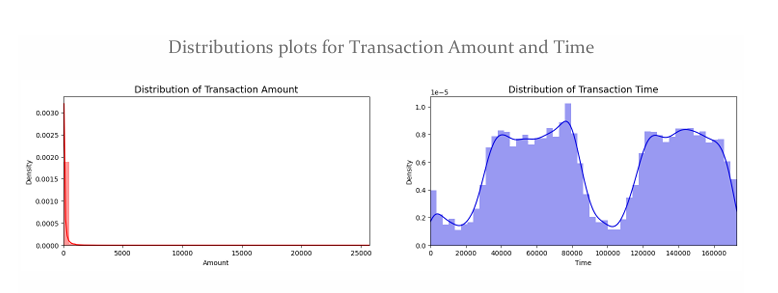 Distributions plots for Transaction Amount and Time
Distribution of Transaction Amount
0.0030
0.0025
0.0020
0.0015
0.0010
0.0005
0.0000
Density
0 5000 10000 15000 20000 25000
Amount
Distribution of Transaction Time
1e−5
1.0
0.8
0.6
0.4
0.2
0.0
Density
0 20000 40000 60000 80000 100000 120000 140000 160000
Time